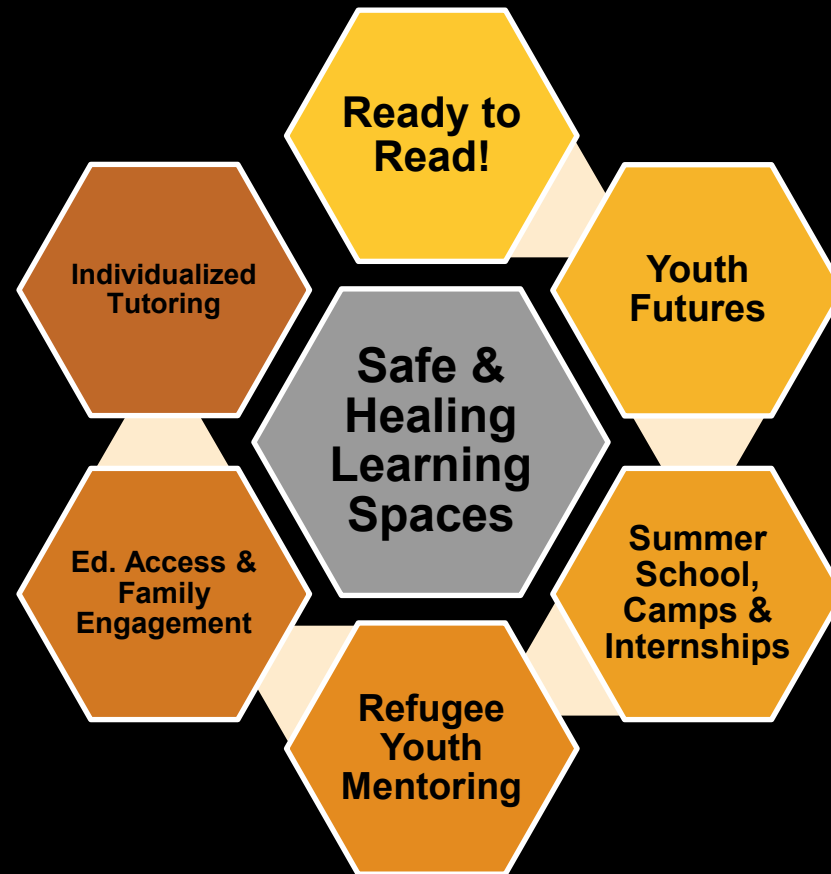 Ready to
Read!
Youth
Futures
Summer
School,
Camps &
Internships
Refugee
Youth
Mentoring
Ed. Access &
Family
Engagement
Individualized
Tutoring
Safe &
Healing
Learning
Spaces